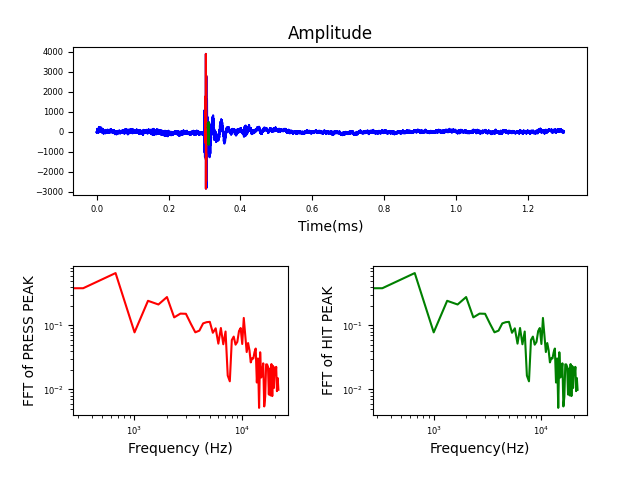 Amplitude
4000
3000
2000
1000
0
−1000
−2000
−3000
0.0 0.2 0.4 0.6 0.8 1.0 1.2
Time(ms)
FFT of PRESS PEAK
10⁻¹
10⁻²
10³ 10⁴
Frequency (Hz)
FFT of HIT PEAK
10⁻¹
10⁻²
10³ 10⁴
Frequency(Hz)